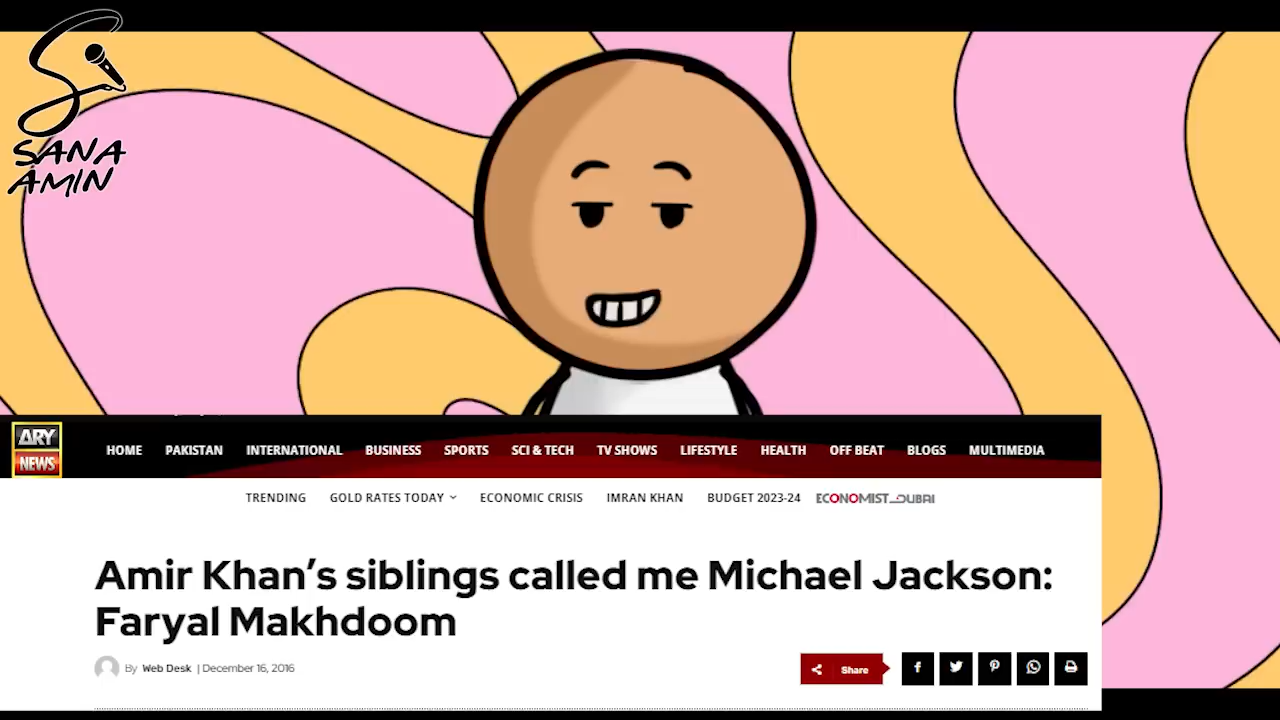 SANA
AMIN
ARY
NEWS
HOME PAKISTAN INTERNATIONAL BUSINESS SPORTS SCI & TECH TV SHOWS LIFESTYLE HEALTH OFF BEAT BLOGS MULTIMEDIA
TRENDING GOLD RATES TODAY ECONOMIC CRISIS IMRAN KHAN BUDGET 2023-24 ECONOMIST_DUBAI
Amir Khan’s siblings called me Michael Jackson:
Faryal Makhdoom
By Web Desk | December 16, 2016
Share